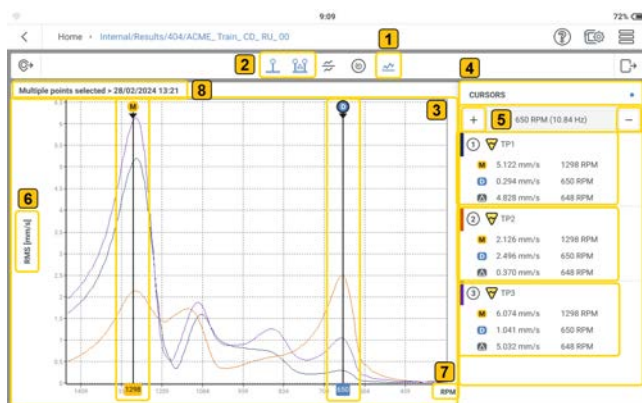 9:09
72%
Home › Internal/Results/404/ACME_Train_CD_RU_00
1
2
4
Multiple points selected > 28/02/2024 13:21
8
CURSORS
3
+
5
650 RPM (10.84 Hz)
−
M
D
1 TP1
M 5.122 mm/s 1298 RPM
D 0.294 mm/s 650 RPM
4.828 mm/s 648 RPM
2 TP2
M 2.126 mm/s 1298 RPM
D 2.496 mm/s 650 RPM
0.370 mm/s 648 RPM
3 TP3
M 6.074 mm/s 1298 RPM
D 1.041 mm/s 650 RPM
5.032 mm/s 648 RPM
6
RMS [mm/s]
7
RPM
1298
650